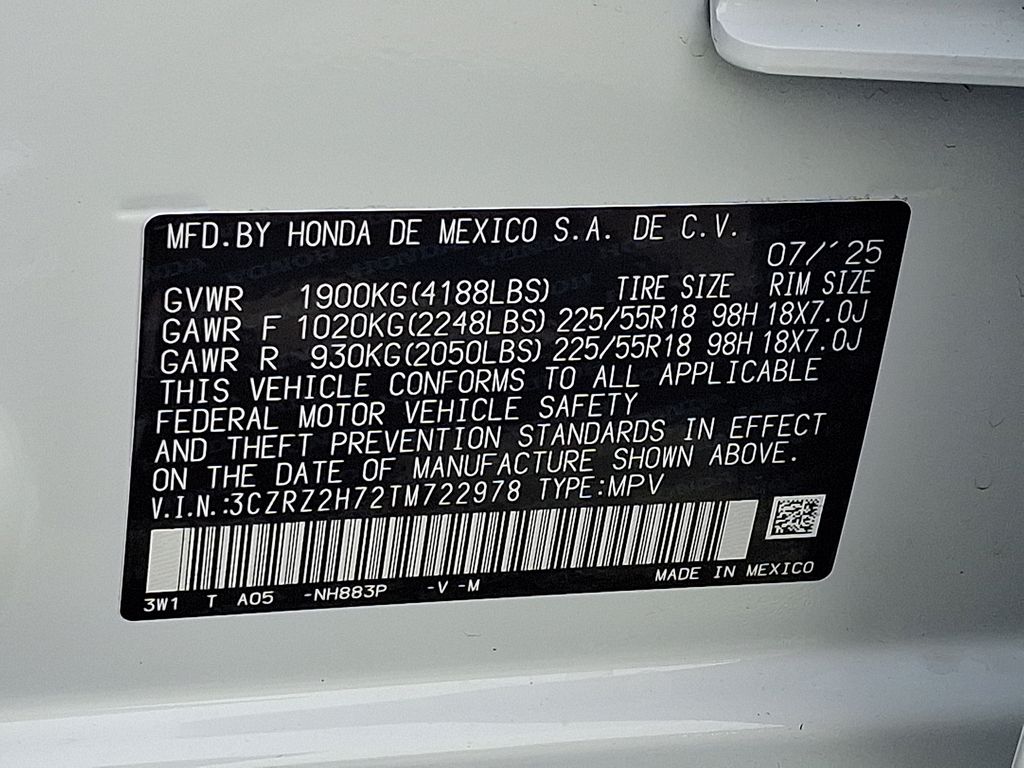 MFD.BY HONDA DE MEXICO S.A. DE C.V.
07/´25
GVWR 1900KG(4188LBS) TIRE SIZE RIM SIZE
GAWR F 1020KG(2248LBS) 225/55R18 98H 18X7.0J
GAWR R 930KG(2050LBS) 225/55R18 98H 18X7.0J
THIS VEHICLE CONFORMS TO ALL APPLICABLE
FEDERAL MOTOR VEHICLE SAFETY
AND THEFT PREVENTION STANDARDS IN EFFECT
ON THE DATE OF MANUFACTURE SHOWN ABOVE.
V.I.N.:3CZRZ2H72TM722978 TYPE:MPV
3W1 T A05 -NH883P -V -M MADE IN MEXICO